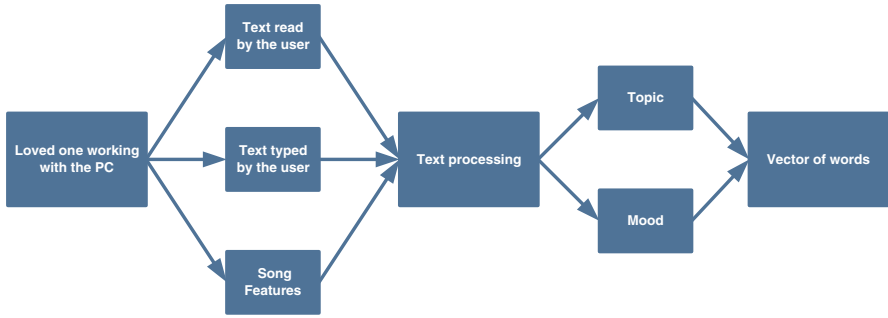 Text read
by the user
Loved one working
with the PC
Text typed
by the user
Song
Features
Text processing
Topic
Mood
Vector of words